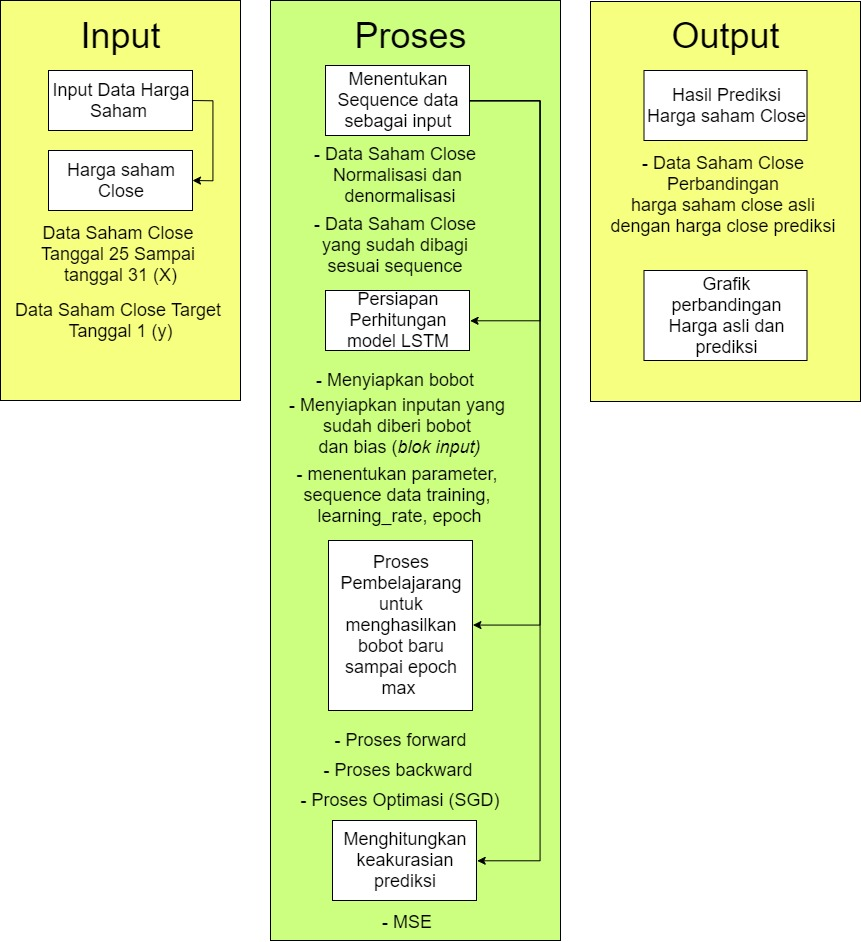 Input
Input Data Harga
Saham
Harga saham
Close
Data Saham Close
Tanggal 25 Sampai
tanggal 31 (X)
Data Saham Close Target
Tanggal 1 (y)
Proses
Menentukan
Sequence data
sebagai input
- Data Saham Close
Normalisasi dan
denormalisasi
- Data Saham Close
yang sudah dibagi
sesuai sequence
Persiapan
Perhitungan
model LSTM
- Menyiapkan bobot
- Menyiapkan inputan yang
sudah diberi bobot
dan bias (blok input)
- menentukan parameter,
sequence data training,
learning_rate, epoch
Proses
Pembelajarang
untuk
menghasilkan
bobot baru
sampai epoch
max
- Proses forward
- Proses backward
- Proses Optimasi (SGD)
Menghitungkan
keakurasian
prediksi
- MSE
Output
Hasil Prediksi
Harga saham Close
- Data Saham Close
Perbandingan
harga saham close asli
dengan harga close prediksi
Grafik
perbandingan
Harga asli dan
prediksi